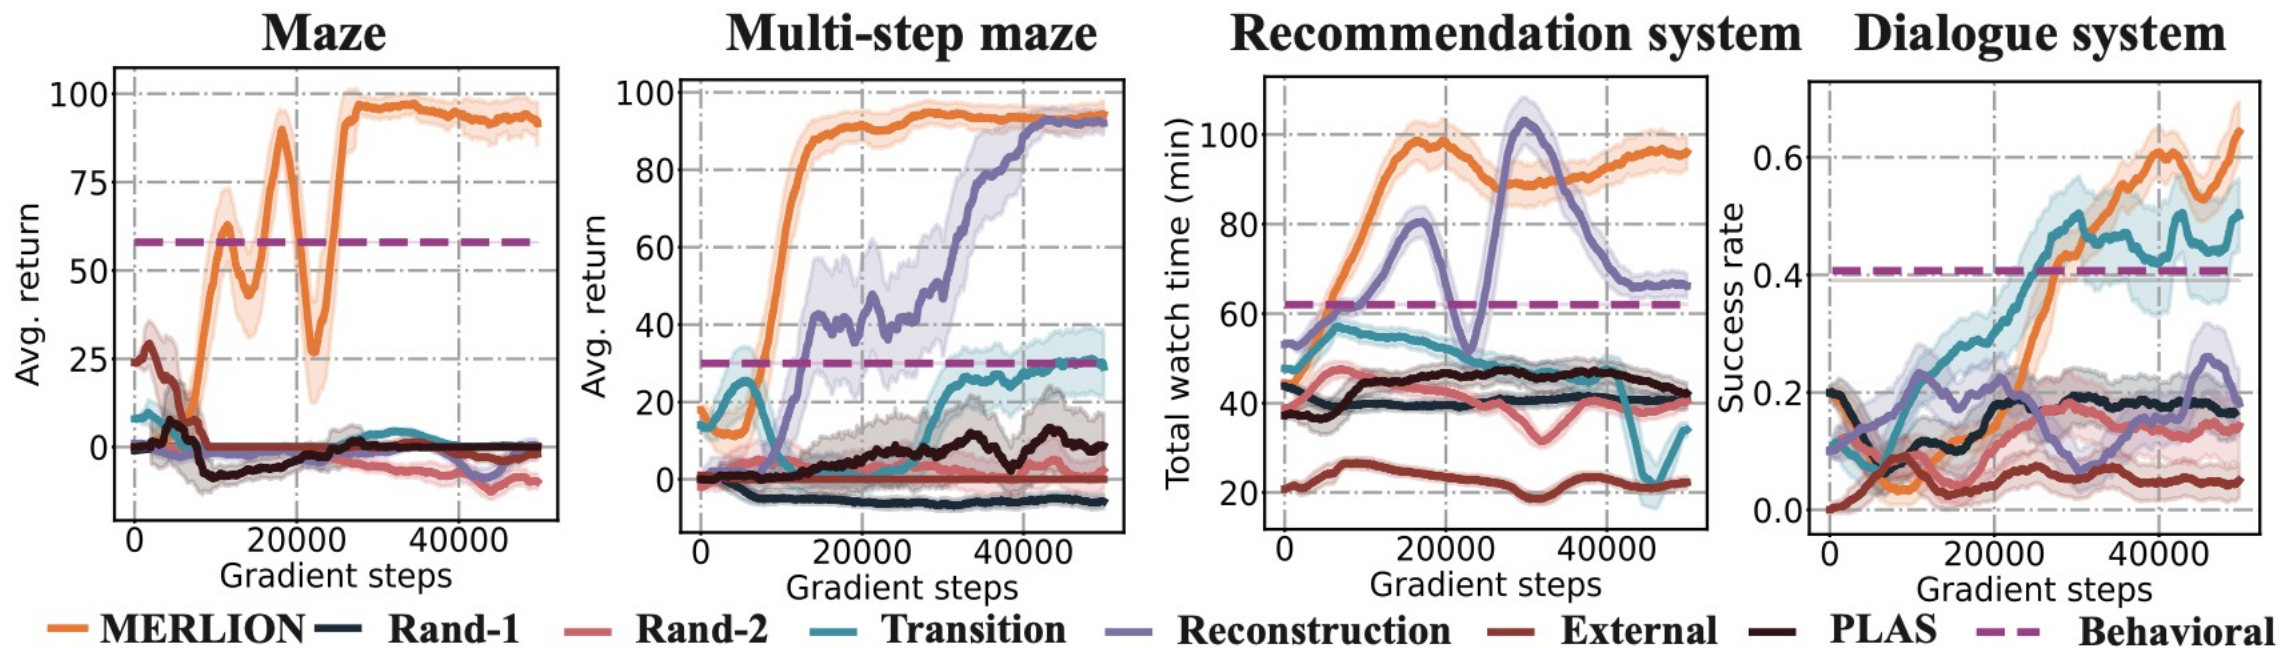 Maze
Multi-step maze
Recommendation system
Dialogue system
Avg. return
100
75
50
25
0
0 20000 40000
Gradient steps
Avg. return
100
80
60
40
20
0
0 20000 40000
Gradient steps
Total watch time (min)
100
80
60
40
20
0 20000 40000
Gradient steps
Success rate
0.6
0.4
0.2
0.0
0 20000 40000
Gradient steps
MERLION Rand-1 Rand-2 Transition Reconstruction External PLAS Behavioral